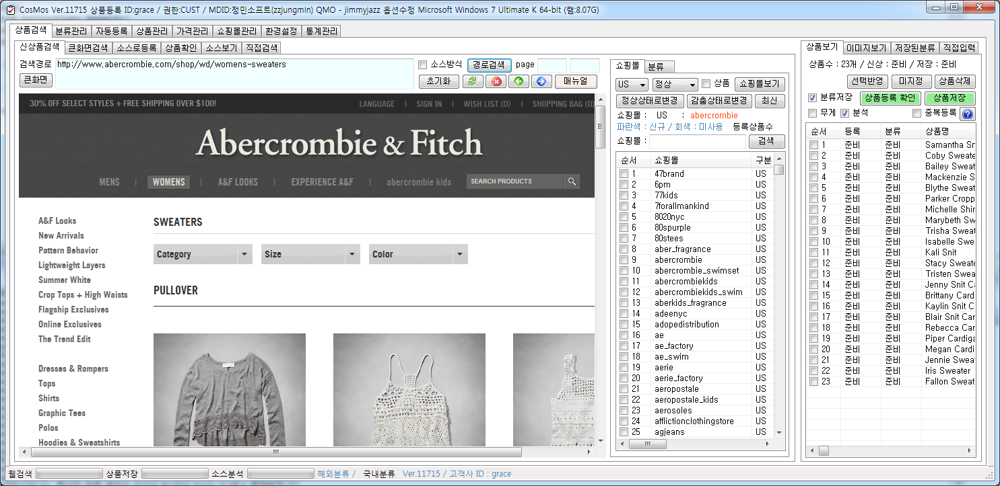 CosMos Ver.11715 상품등록 ID:grace / 권한:CUST / MDID:정민소프트(zzjungmin) QMO - jimmyjazz 옵션수정 Microsoft Windows 7 Ultimate K 64-bit (램:8.07G)
상품검색 분류관리 자동등록 상품관리 가격관리 쇼핑몰관리 환경설정 통계관리
신상품검색 큰화면검색 소스로등록 상품확인 소스보기 직접검색
검색경로 http://www.abercrombie.com/shop/wd/womens-sweaters
큰화면
소스방식 경로검색 page
초기화 매뉴얼
30% OFF SELECT STYLES + FREE SHIPPING OVER $100!
LANGUAGE | SIGN IN | WISH LIST (0) | SHOPPING BAG (0)
Abercrombie & Fitch
MENS | WOMENS | A&F LOOKS | EXPERIENCE A&F | abercrombie kids
SEARCH PRODUCTS
A&F Looks
New Arrivals
Pattern Behavior
Lightweight Layers
Summer White
Crop Tops + High Waists
Flagship Exclusives
Online Exclusives
The Trend Edit
Dresses & Rompers
Tops
Shirts
Graphic Tees
Polos
Hoodies & Sweatshirts
SWEATERS
Category Size Color
PULLOVER
쇼핑몰 분류
US 정상 상품 쇼핑몰보기
정상상태로변경 감춤상태로변경 최신
쇼핑몰 : US : abercrombie
파란색 : 신규 / 회색 : 미사용 등록상품수
쇼핑몰 : 검색
순서 쇼핑몰 구분
1 47brand US
2 6pm US
3 77kids US
4 7forallmankind US
5 8020nyc US
6 80spurple US
7 80stees US
8 aber_fragrance US
9 abercrombie US
10 abercrombie_swimset US
11 abercrombiekids US
12 abercrombiekids_swim US
13 aberkids_fragrance US
14 adeenyc US
15 adopedistribution US
16 ae US
17 ae_factory US
18 ae_swim US
19 aerie US
20 aerie_factory US
21 aeropostale US
22 aeropostale_kids US
23 aerosoles US
24 afflictionclothingstore US
25 agjeans US
상품보기 이미지보기 저장된분류 직접입력
상품수 : 23개 / 신상 : 준비 / 저장 : 준비
선택반영 미지정 상품삭제
분류저장 상품등록 확인 상품저장
무게 분석 중복등록
순서 등록 분류 상품명
1 준비 준비 Samantha Sr
2 준비 준비 Coby Sweate
3 준비 준비 Bailey Sweat
4 준비 준비 Mackenzie S
5 준비 준비 Blythe Sweat
6 준비 준비 Parker Cropp
7 준비 준비 Michelle Shir
8 준비 준비 Marybeth Sw
9 준비 준비 Trisha Sweat
10 준비 준비 Isabelle Swe
11 준비 준비 Kali Snit
12 준비 준비 Stacy Sweate
13 준비 준비 Tristen Swea
14 준비 준비 Jenny Snit C
15 준비 준비 Brittany Card
16 준비 준비 Kaylin Snit C
17 준비 준비 Blair Snit Car
18 준비 준비 Rebecca Car
19 준비 준비 Piper Cardiga
20 준비 준비 Megan Cardi
21 준비 준비 Jennie Sweat
22 준비 준비 Iris Sweater
23 준비 준비 Fallon Sweat
웹검색 상품저장 소스분석 해외분류 / 국내분류 Ver.11715 / 고객사 ID : grace